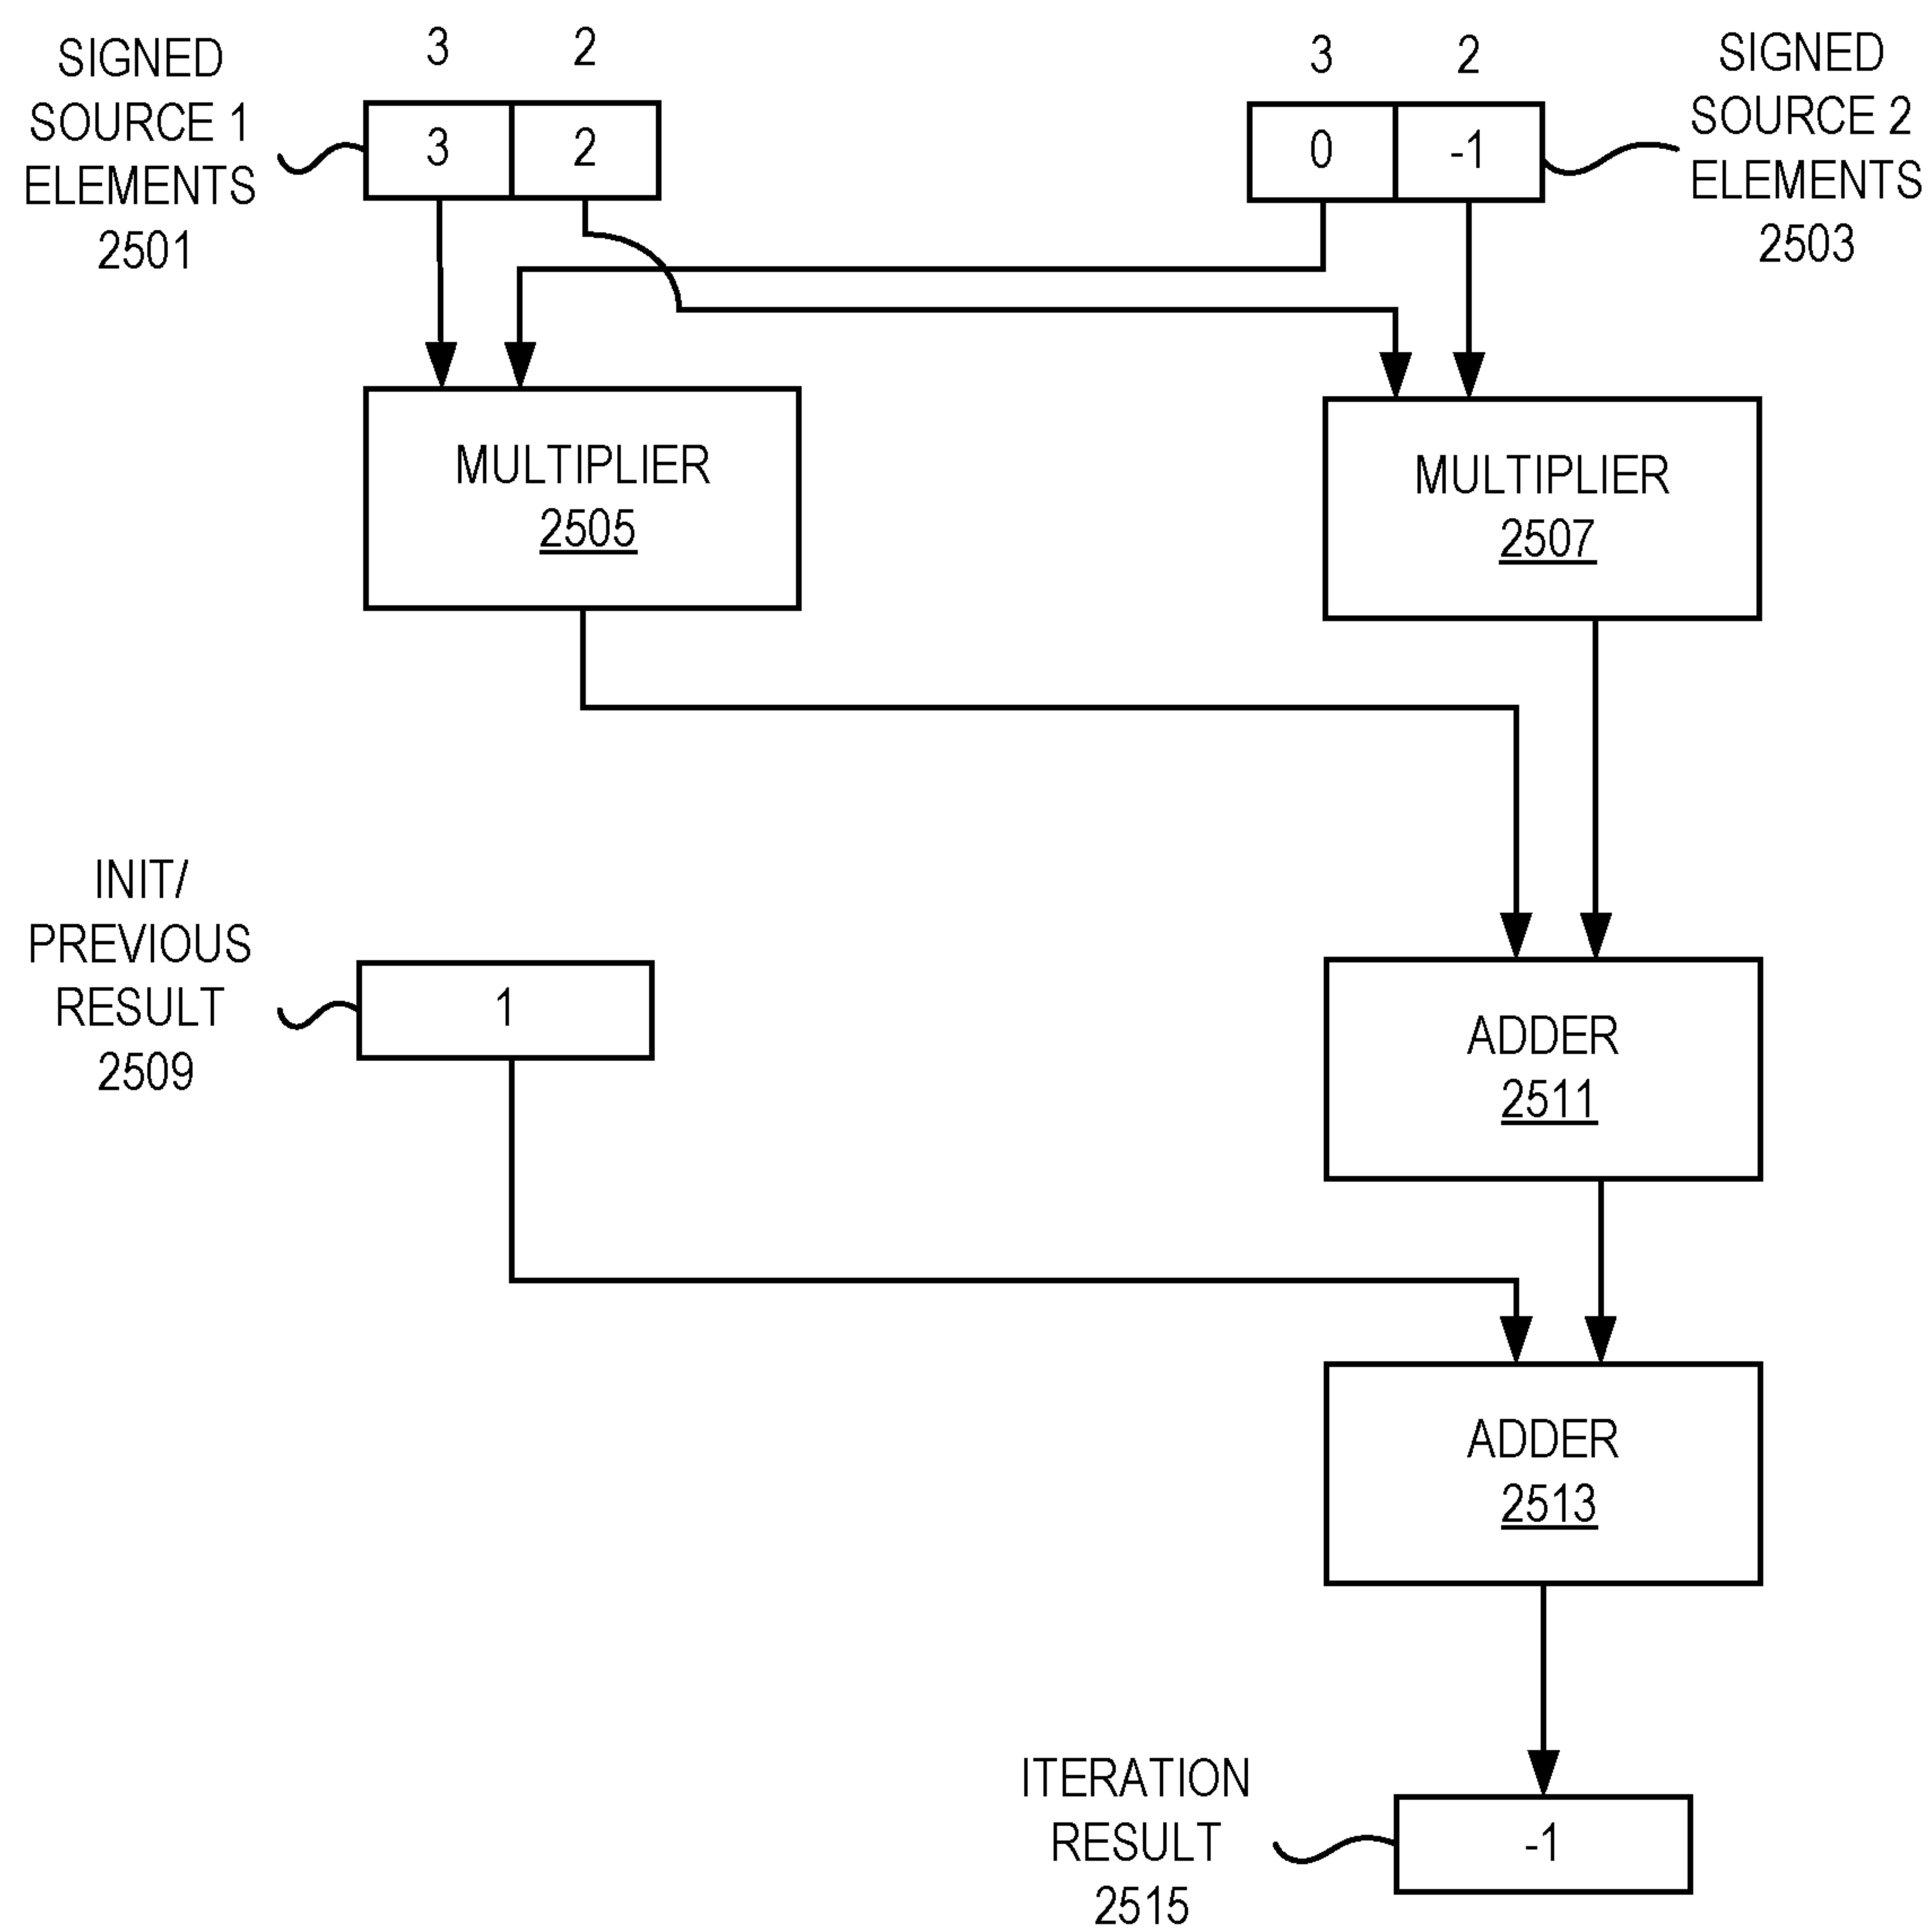 SIGNED
SOURCE 1
ELEMENTS
2501
3 2
3 2
3 2
0 -1
SIGNED
SOURCE 2
ELEMENTS
2503
MULTIPLIER
2505
MULTIPLIER
2507
INIT/
PREVIOUS
RESULT
2509
1
ADDER
2511
ADDER
2513
ITERATION
RESULT
2515
-1